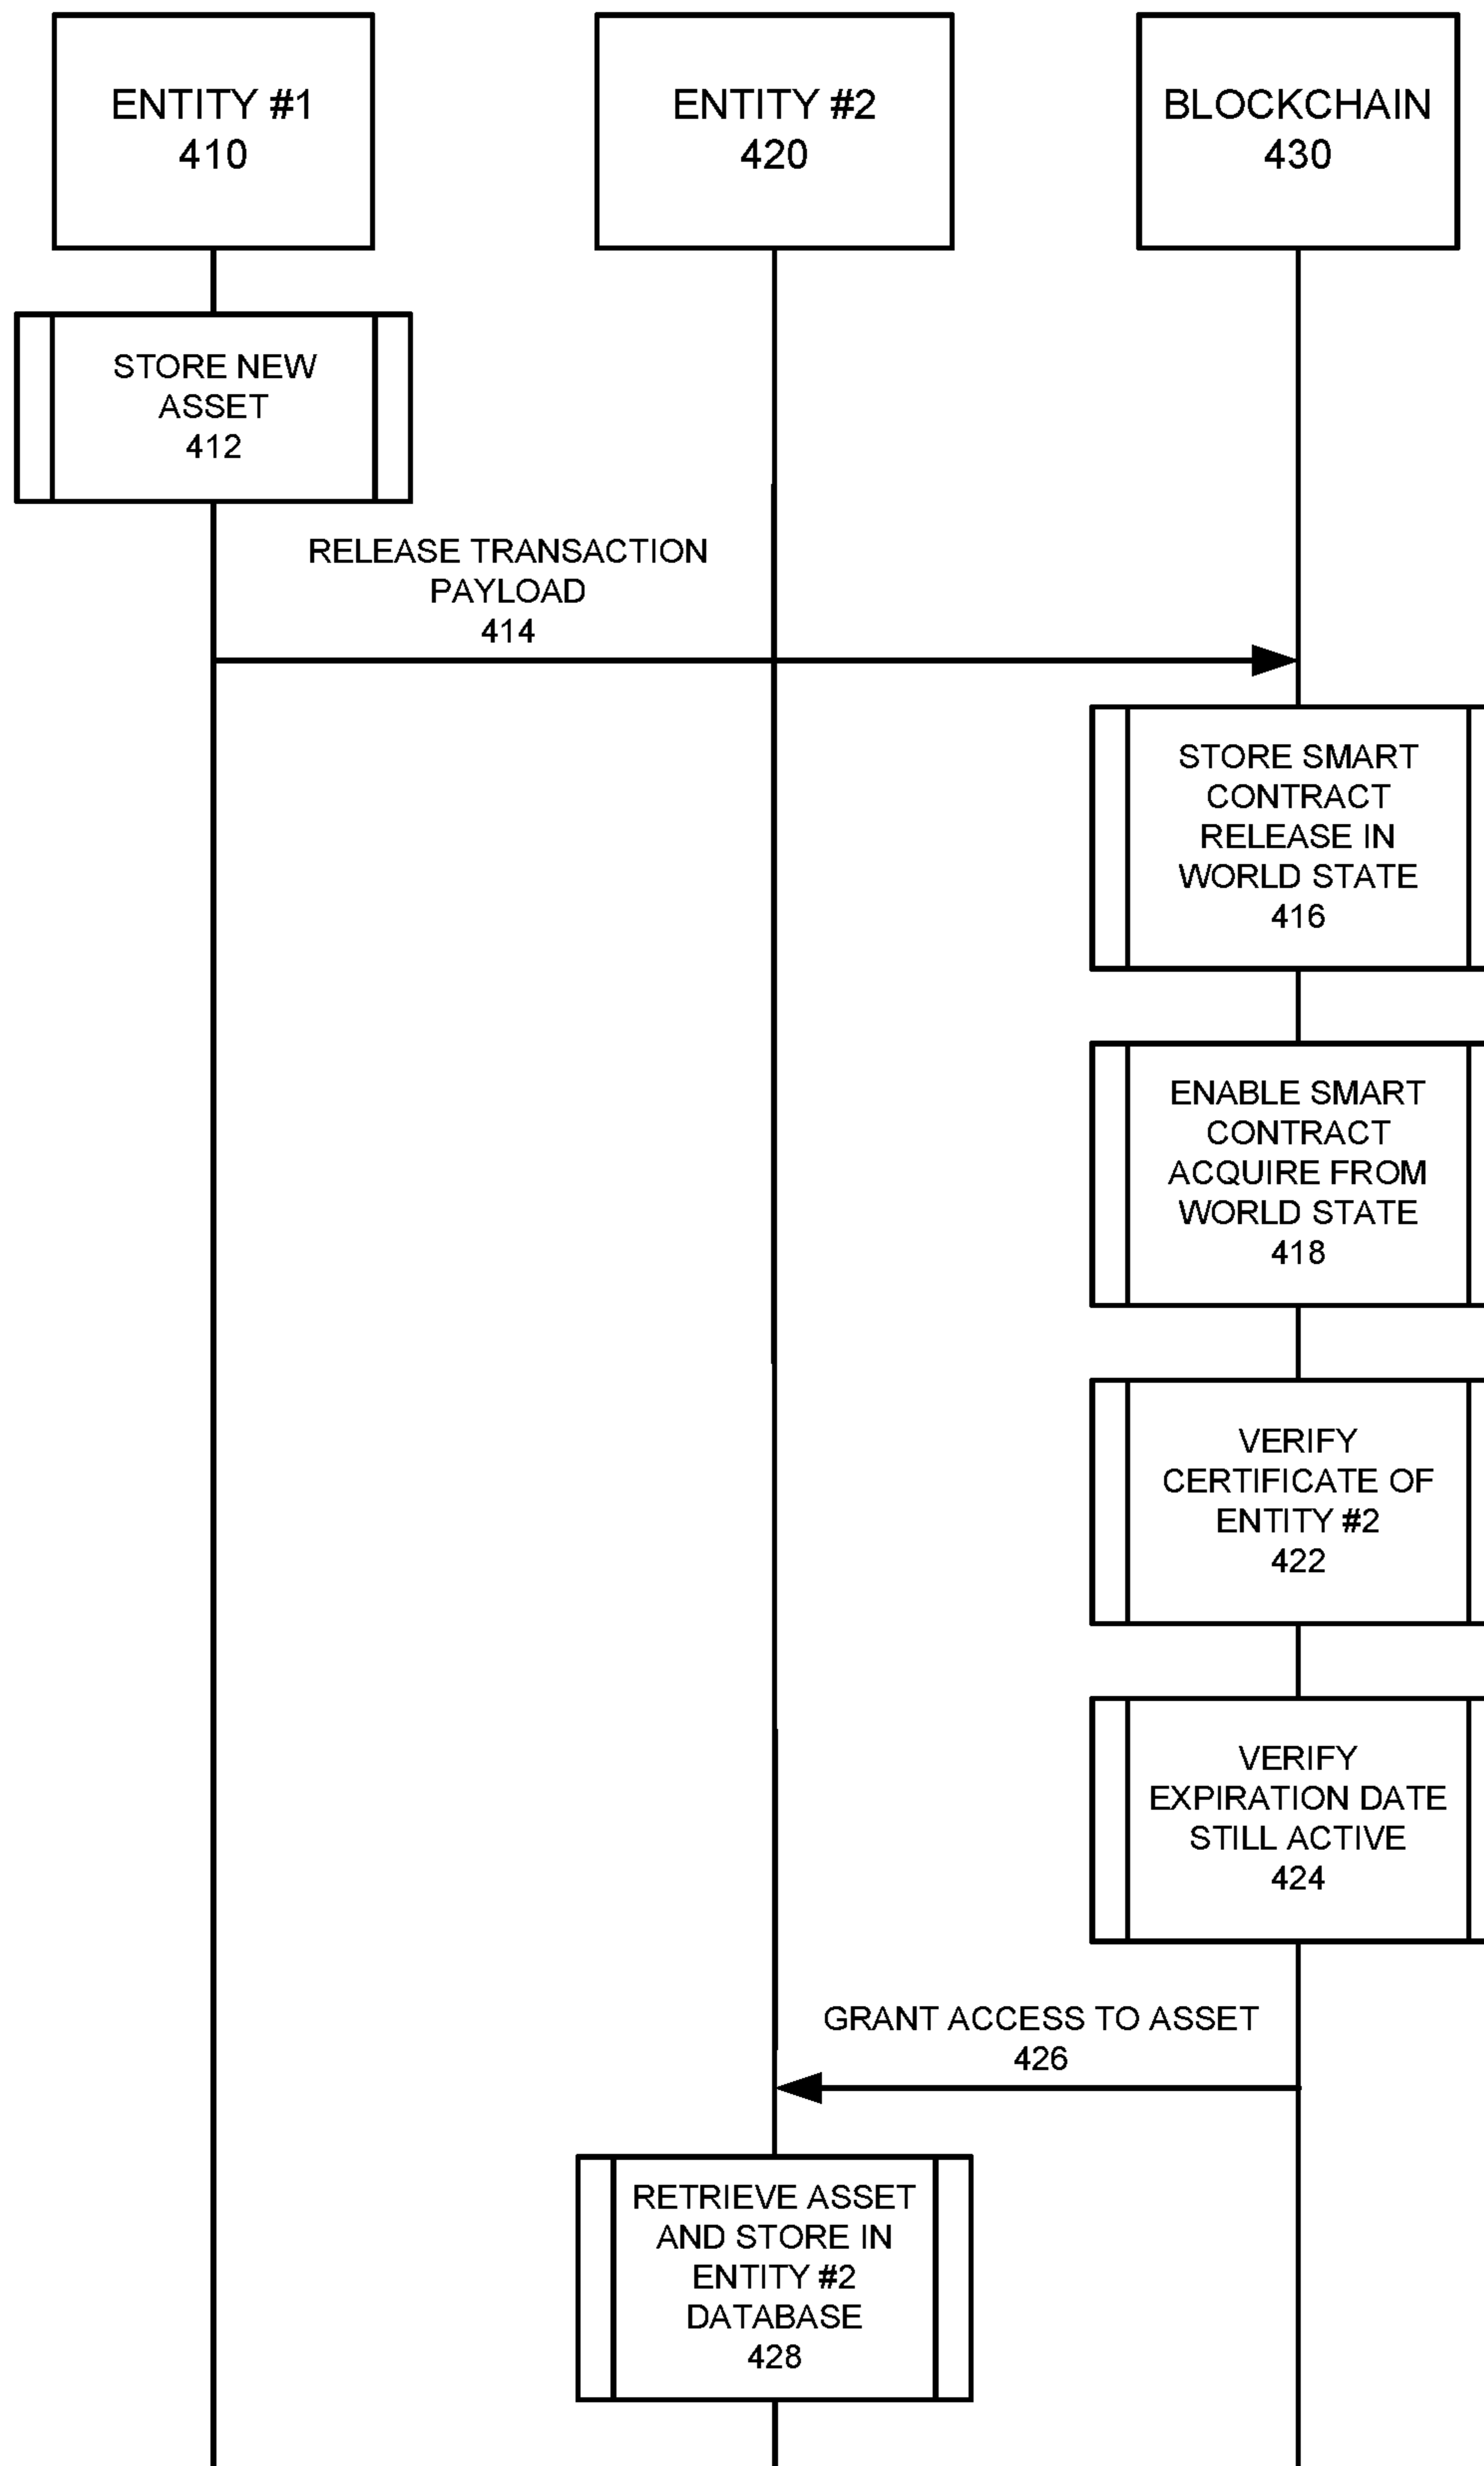 ENTITY #1
410
ENTITY #2
420
BLOCKCHAIN
430
STORE NEW
ASSET
412
RELEASE TRANSACTION
PAYLOAD
414
STORE SMART
CONTRACT
RELEASE IN
WORLD STATE
416
ENABLE SMART
CONTRACT
ACQUIRE FROM
WORLD STATE
418
VERIFY
CERTIFICATE OF
ENTITY #2
422
VERIFY
EXPIRATION DATE
STILL ACTIVE
424
GRANT ACCESS TO ASSET
426
RETRIEVE ASSET
AND STORE IN
ENTITY #2
DATABASE
428